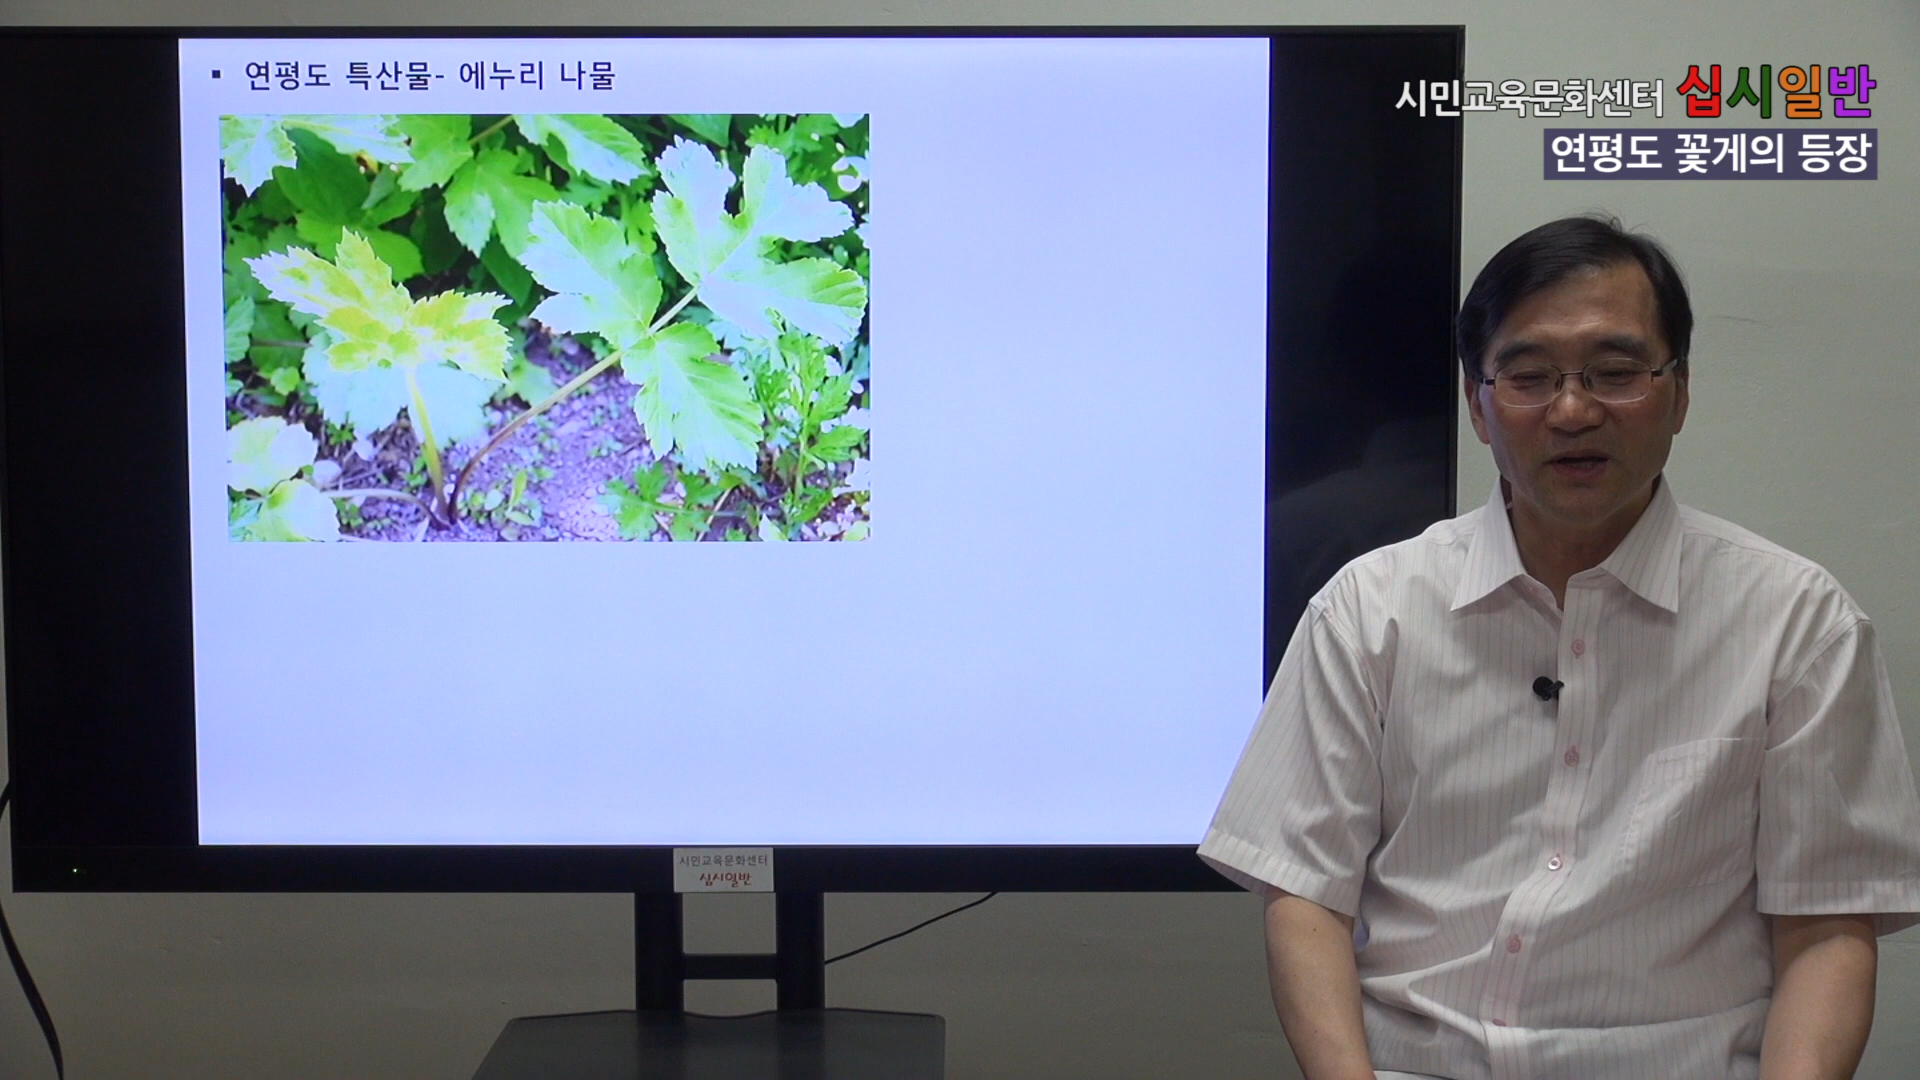 ▪ 연평도 특산물- 에누리 나물
시민교육문화센터 십시일반
연평도 꽃게의 등장
시민교육문화센터
십시일반